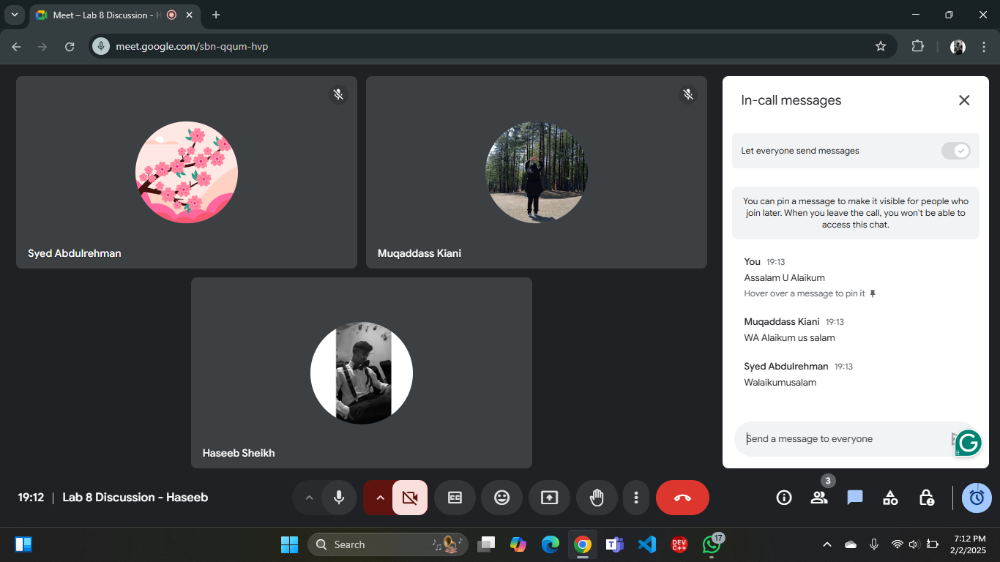 Meet – Lab 8 Discussion - H
meet.google.com/sbn-qqum-hvp
Syed Abdulrehman
Muqaddass Kiani
Haseeb Sheikh
In-call messages
Let everyone send messages
You can pin a message to make it visible for people who
join later. When you leave the call, you won't be able to
access this chat.
You 19:13
Assalam U Alaikum
Hover over a message to pin it
Muqaddass Kiani 19:13
WA Alaikum us salam
Syed Abdulrehman 19:13
Walaikumusalam
Send a message to everyone
19:12 | Lab 8 Discussion - Haseeb
3
Search
DEV
C++
17
7:12 PM
2/2/2025